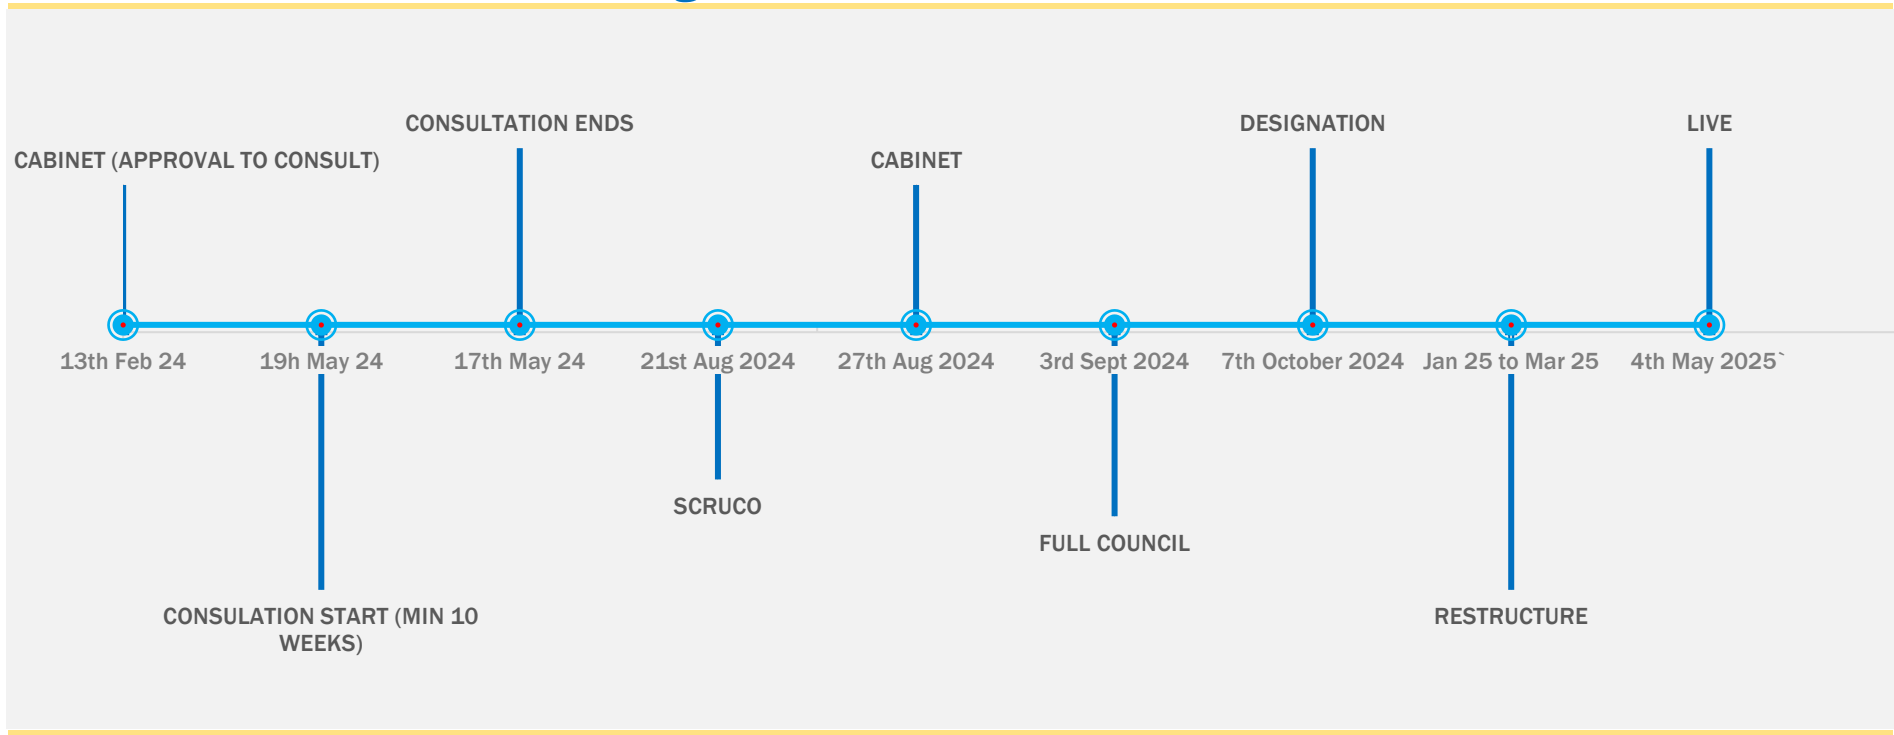 CONSULTATION ENDS
DESIGNATION
LIVE
CABINET (APPROVAL TO CONSULT)
CABINET
13th Feb 24
19h May 24
17th May 24
21st Aug 2024
27th Aug 2024
3rd Sept 2024
7th October 2024
Jan 25 to Mar 25
4th May 2025`
SCRUCO
FULL COUNCIL
CONSULATION START (MIN 10
WEEKS)
RESTRUCTURE